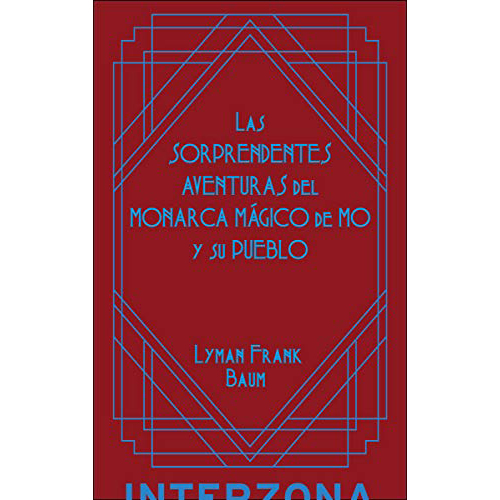 Las
SORPRENDENTES
AVENTURAS DEL
MONARCA MÁGICO DE MO
Y SU PUEBLO
LYMAN FRANK
BAUM
INTERZONA